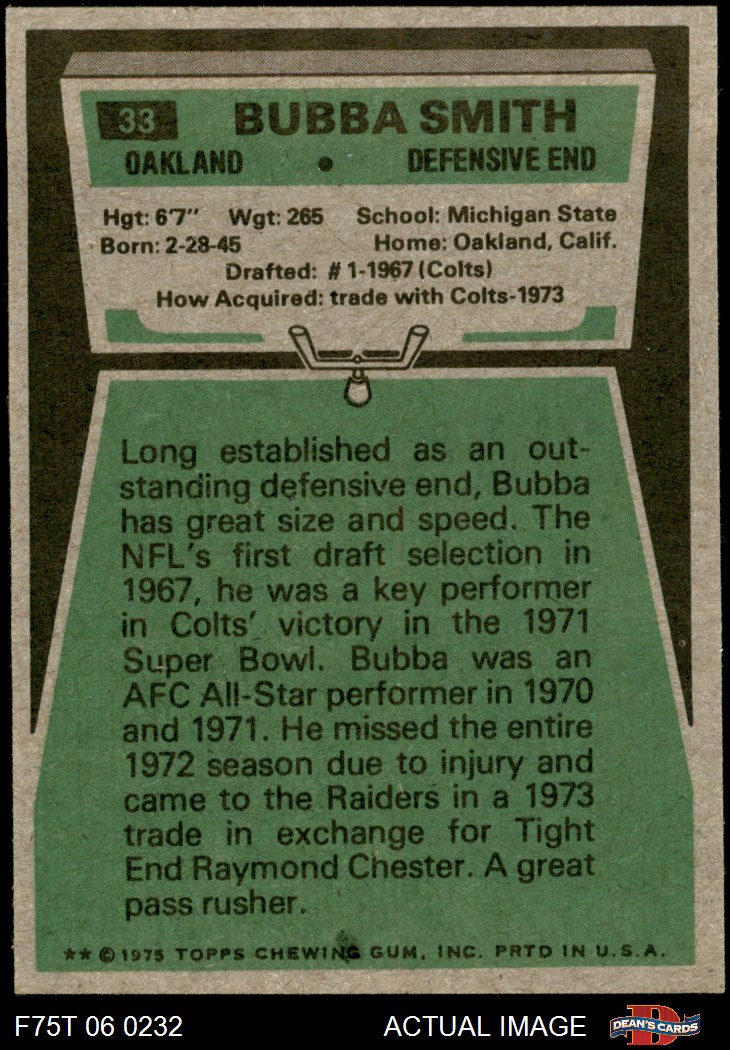 33 BUBBA SMITH
OAKLAND • DEFENSIVE END
Hgt: 6'7" Wgt: 265 School: Michigan State
Born: 2-28-45 Home: Oakland, Calif.
Drafted: #1-1967 (Colts)
How Acquired: trade with Colts-1973
Long established as an out-
standing defensive end, Bubba
has great size and speed. The
NFL's first draft selection in
1967, he was a key performer
in Colts' victory in the 1971
Super Bowl. Bubba was an
AFC All-Star performer in 1970
and 1971. He missed the entire
1972 season due to injury and
came to the Raiders in a 1973
trade in exchange for Tight
End Raymond Chester. A great
pass rusher.
** © 1975 TOPPS CHEWING GUM, INC. PRTD IN U.S.A.
F75T 06 0232 ACTUAL IMAGE DEAN'S CARDS